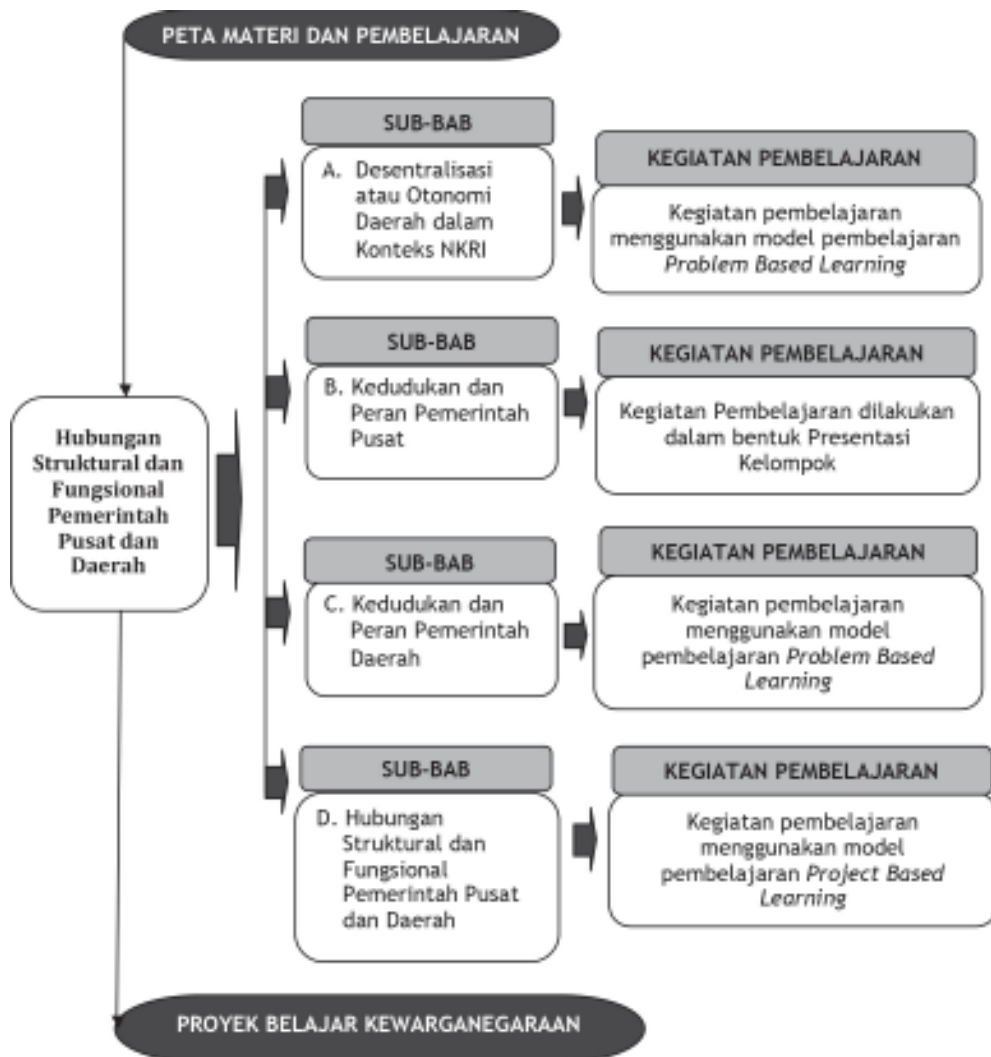 PETA MATERI DAN PEMBELAJARAN
Hubungan
Struktural dan
Fungsional
Pemerintah
Pusat dan
Daerah
SUB-BAB
A. Desentralisasi
atau Otonomi
Daerah dalam
Konteks NKRI
KEGIATAN PEMBELAJARAN
Kegiatan pembelajaran
menggunakan model pembelajaran
Problem Based Learning
SUB-BAB
B. Kedudukan dan
Peran Pemerintah
Pusat
KEGIATAN PEMBELAJARAN
Kegiatan Pembelajaran dilakukan
dalam bentuk Presentasi
Kelompok
SUB-BAB
C. Kedudukan dan
Peran Pemerintah
Daerah
KEGIATAN PEMBELAJARAN
Kegiatan pembelajaran
menggunakan model
pembelajaran Problem Based
Learning
SUB-BAB
D. Hubungan
Struktural dan
Fungsional
Pemerintah Pusat
dan Daerah
KEGIATAN PEMBELAJARAN
Kegiatan pembelajaran
menggunakan model
pembelajaran Project Based
Learning
PROYEK BELAJAR KEWARGANEGARAAN